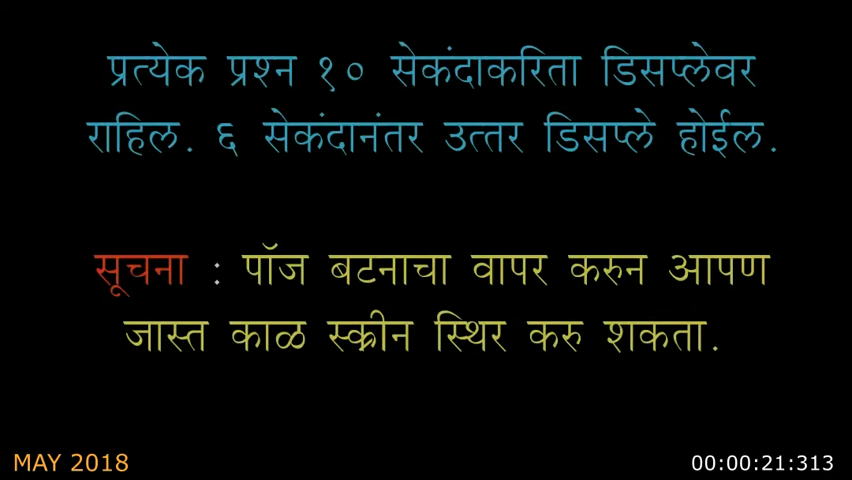 प्रत्येक प्रश्न १० सेकंदाकरिता डिसप्लेवर
राहिल. ६ सेकंदानंतर उत्तर डिसप्ले होईल.
सूचना : पॉज बटनाचा वापर करुन आपण
जास्त काळ स्क्रीन स्थिर करु शकता.
MAY 2018
00:00:21:313